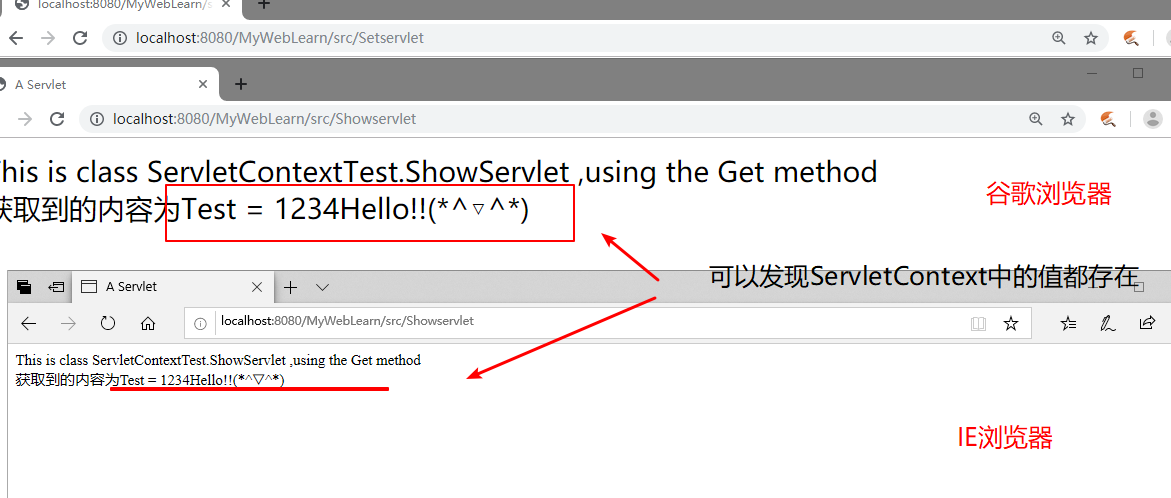 localhost:8080/MyWebLearn/s
localhost:8080/MyWebLearn/src/Setservlet
A Servlet
localhost:8080/MyWebLearn/src/Showservlet
This is class ServletContextTest.ShowServlet ,using the Get method
获取到的内容为Test = 1234Hello!!(*^▽^*)
谷歌浏览器
可以发现ServletContext中的值都存在
A Servlet
localhost:8080/MyWebLearn/src/Showservlet
This is class ServletContextTest.ShowServlet ,using the Get method
获取到的内容为Test = 1234Hello!!(*^▽^*)
IE浏览器